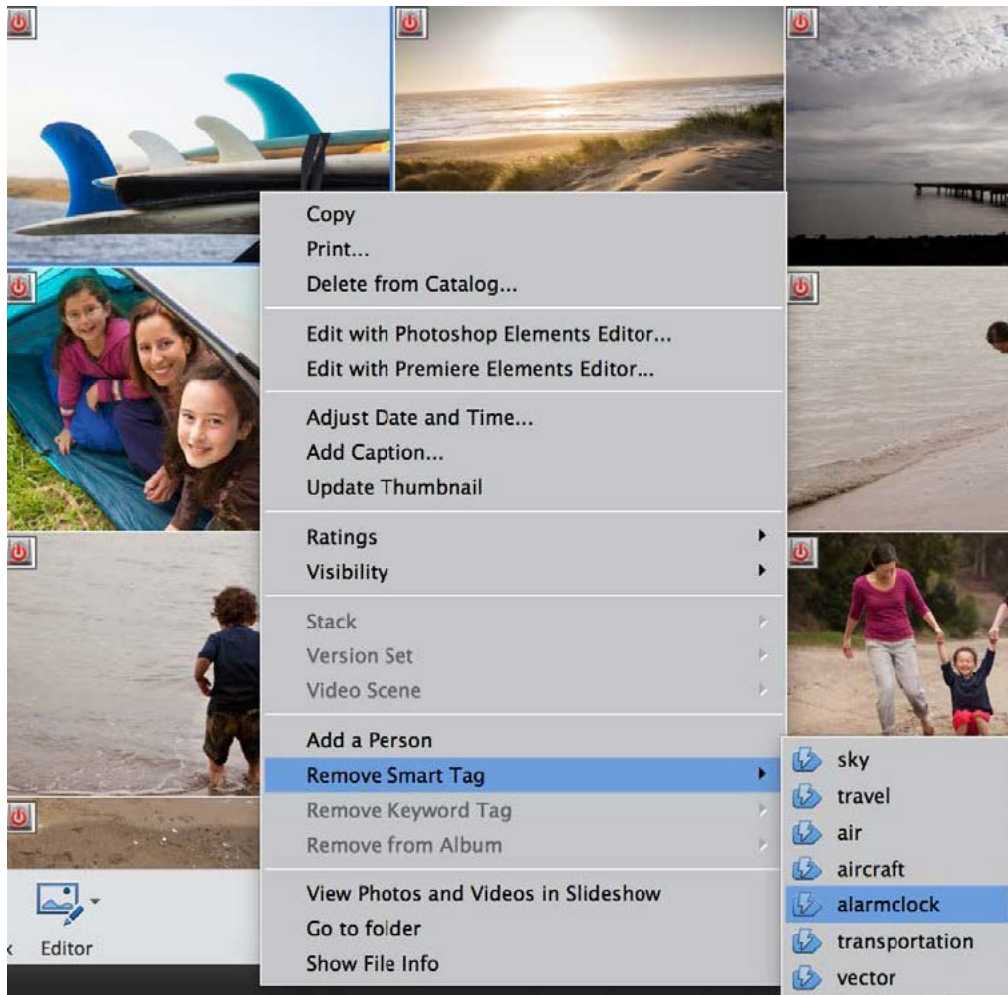 Copy
Print...
Delete from Catalog...
Edit with Photoshop Elements Editor...
Edit with Premiere Elements Editor...
Adjust Date and Time...
Add Caption...
Update Thumbnail
Ratings
Visibility
Stack
Version Set
Video Scene
Add a Person
Remove Smart Tag
Remove Keyword Tag
Remove from Album
View Photos and Videos in Slideshow
Go to folder
Show File Info
sky
travel
air
aircraft
alarmclock
transportation
vector
Editor